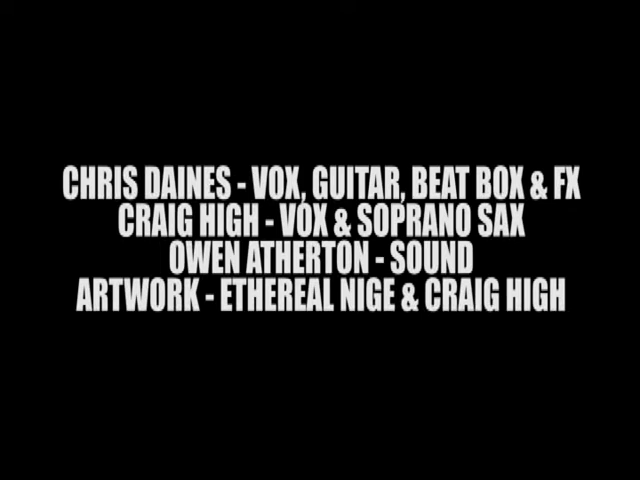 CHRIS DAINES - VOX, GUITAR, BEAT BOX & FX
CRAIG HIGH - VOX & SOPRANO SAX
OWEN ATHERTON - SOUND
ARTWORK - ETHEREAL NIGE & CRAIG HIGH